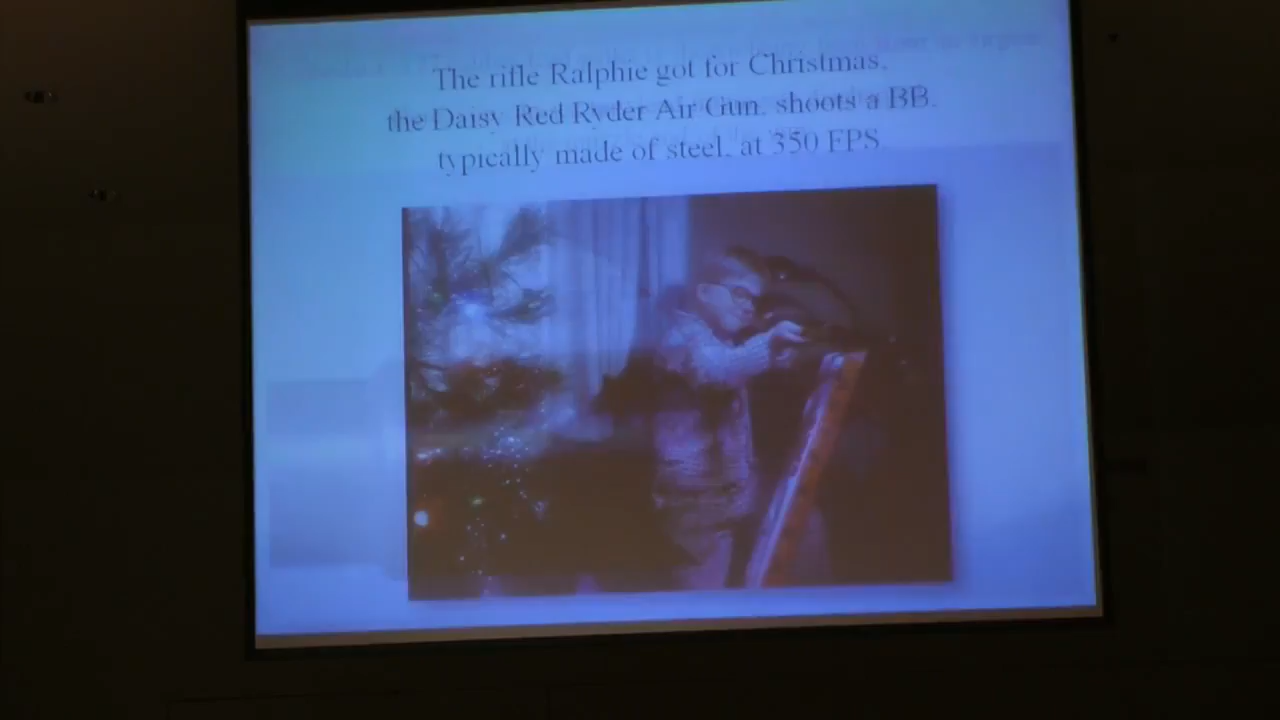 The rifle Ralphie got for Christmas,
the Daisy Red Ryder Air Gun, shoots a BB,
typically made of steel, at 350 FPS